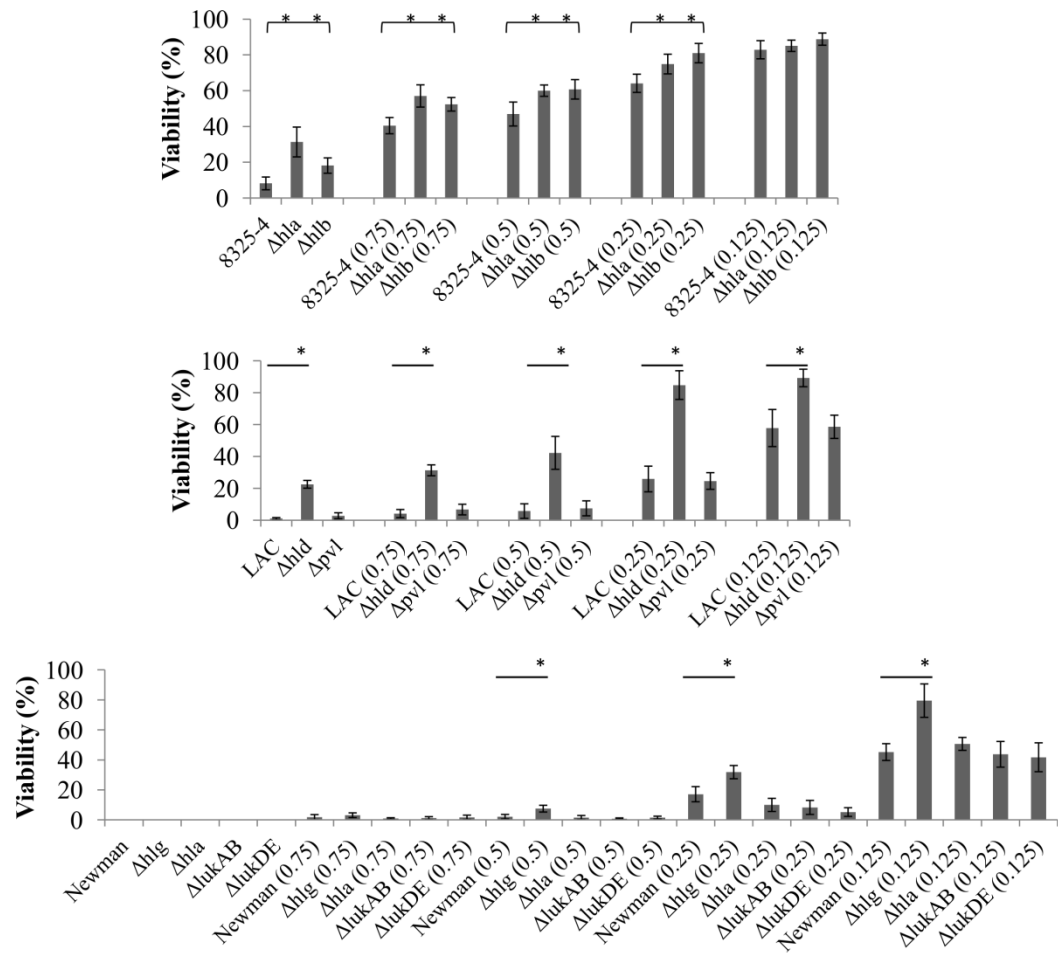 * * * * * * * *
Viability (%)
100
80
60
40
20
0
8325-4
Δhla
Δhlb
8325-4 (0.75)
Δhla (0.75)
Δhlb (0.75)
8325-4 (0.5)
Δhla (0.5)
Δhlb (0.5)
8325-4 (0.25)
Δhla (0.25)
Δhlb (0.25)
8325-4 (0.125)
Δhla (0.125)
Δhlb (0.125)
* * * * *
Viability (%)
100
80
60
40
20
0
LAC
Δhld
Δpvl
LAC (0.75)
Δhld (0.75)
Δpvl (0.75)
LAC (0.5)
Δhld (0.5)
Δpvl (0.5)
LAC (0.25)
Δhld (0.25)
Δpvl (0.25)
LAC (0.125)
Δhld (0.125)
Δpvl (0.125)
* * *
Viability (%)
100
80
60
40
20
0
Newman
Δhlg
Δhla
ΔlukAB
ΔlukDE
Newman (0.75)
Δhlg (0.75)
Δhla (0.75)
ΔlukAB (0.75)
ΔlukDE (0.75)
Newman (0.5)
Δhlg (0.5)
Δhla (0.5)
ΔlukAB (0.5)
ΔlukDE (0.5)
Newman (0.25)
Δhlg (0.25)
Δhla (0.25)
ΔlukAB (0.25)
ΔlukDE (0.25)
Newman (0.125)
Δhlg (0.125)
Δhla (0.125)
ΔlukAB (0.125)
ΔlukDE (0.125)